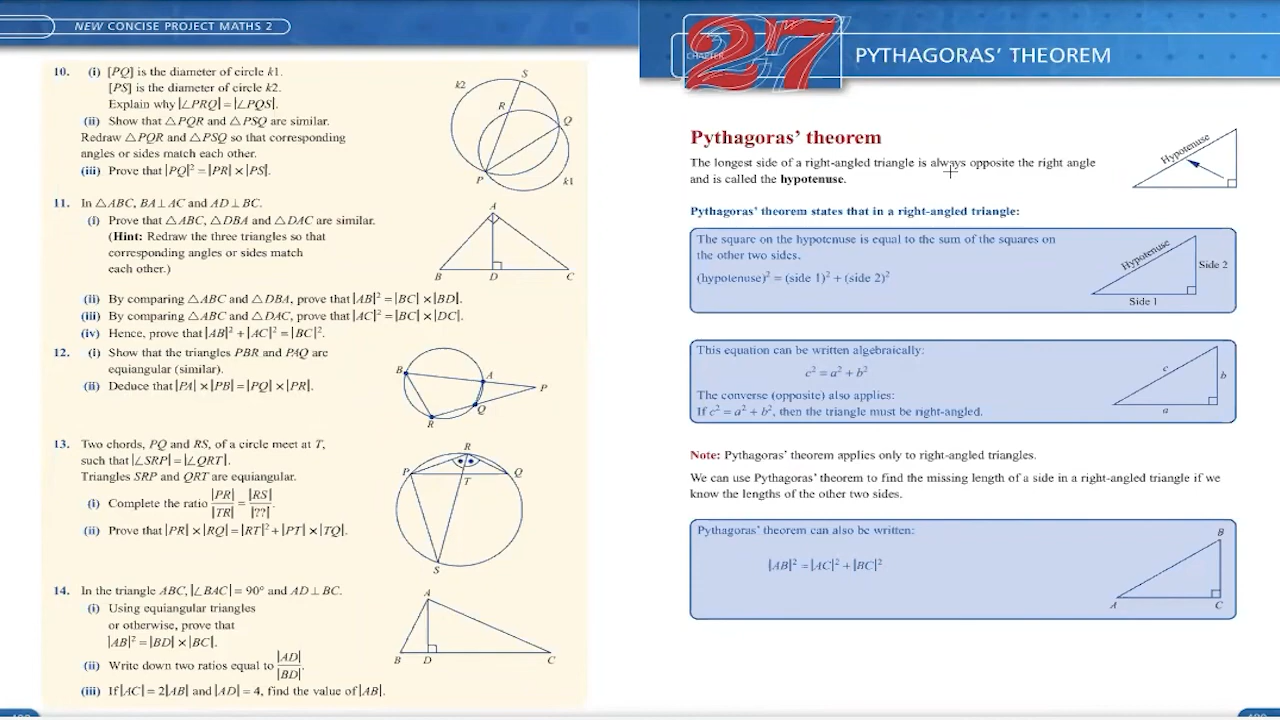 NEW CONCISE PROJECT MATHS 2
10. (i) [PQ] is the diameter of circle k1.
[PS] is the diameter of circle k2.
Explain why |∠PRQ| = |∠PQS|.
(ii) Show that △PQR and △PSQ are similar.
Redraw △PQR and △PSQ so that corresponding
angles or sides match each other.
(iii) Prove that |PQ|² = |PR| × |PS|.
k2
S
R
Q
P
k1
11. In △ABC, BA ⊥ AC and AD ⊥ BC.
(i) Prove that △ABC, △DBA and △DAC are similar.
(Hint: Redraw the three triangles so that
corresponding angles or sides match
each other.)
A
B
D
C
(ii) By comparing △ABC and △DBA, prove that |AB|² = |BC| × |BD|.
(iii) By comparing △ABC and △DAC, prove that |AC|² = |BC| × |DC|.
(iv) Hence, prove that |AB|² + |AC|² = |BC|².
12. (i) Show that the triangles PBR and PAQ are
equiangular (similar).
(ii) Deduce that |PA| × |PB| = |PQ| × |PR|.
B
A
P
Q
R
13. Two chords, PQ and RS, of a circle meet at T,
such that |∠SRP| = |∠QRT|.
Triangles SRP and QRT are equiangular.
(i) Complete the ratio |PR|/|TR| = |RS|/|??|.
(ii) Prove that |PR| × |RQ| = |RT|² + |PT| × |TQ|.
R
P
Q
T
S
14. In the triangle ABC, |∠BAC| = 90° and AD ⊥ BC.
(i) Using equiangular triangles
or otherwise, prove that
|AB|² = |BD| × |BC|.
(ii) Write down two ratios equal to |AD|/|BD|.
(iii) If |AC| = 2|AB| and |AD| = 4, find the value of |AB|.
A
B
D
C
CHAPTER
27
PYTHAGORAS' THEOREM
Pythagoras' theorem
The longest side of a right-angled triangle is always opposite the right angle
and is called the hypotenuse.
Hypotenuse
Pythagoras' theorem states that in a right-angled triangle:
The square on the hypotenuse is equal to the sum of the squares on
the other two sides.
(hypotenuse)² = (side 1)² + (side 2)²
Hypotenuse
Side 2
Side 1
This equation can be written algebraically:
c² = a² + b²
The converse (opposite) also applies:
If c² = a² + b², then the triangle must be right-angled.
c
b
a
Note: Pythagoras' theorem applies only to right-angled triangles.
We can use Pythagoras' theorem to find the missing length of a side in a right-angled triangle if we
know the lengths of the other two sides.
Pythagoras' theorem can also be written:
|AB|² = |AC|² + |BC|²
B
A
C